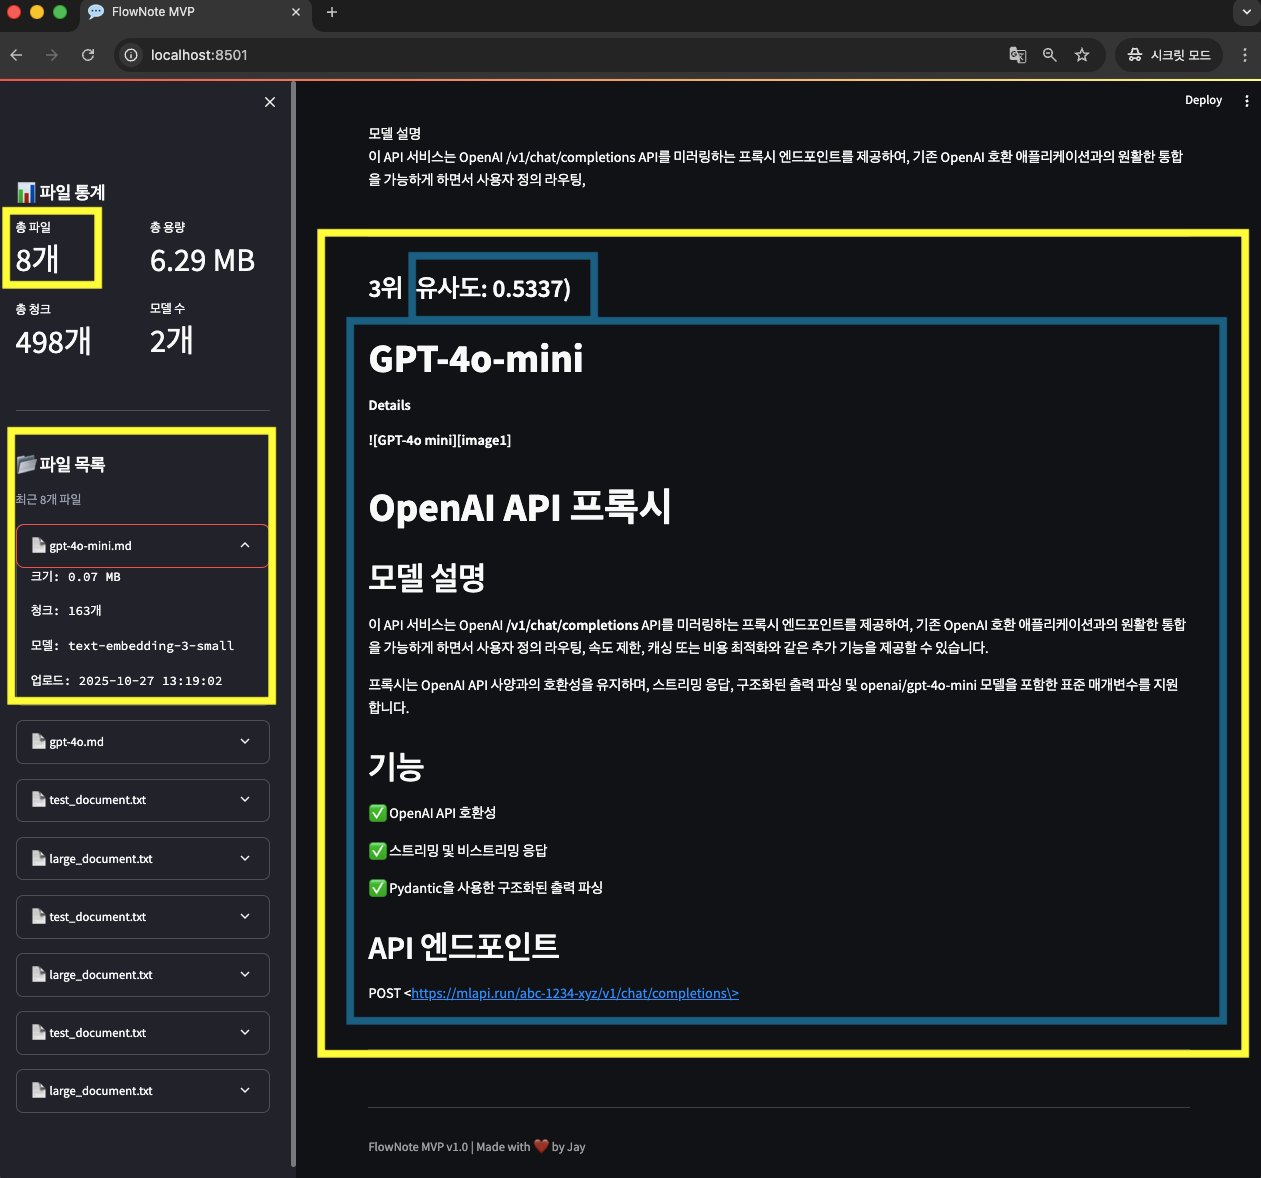 FlowNote MVP
localhost:8501
시크릿 모드
Deploy
파일 통계
총 파일
8개
총 용량
6.29 MB
총 청크
498개
모델 수
2개
파일 목록
최근 8개 파일
gpt-4o-mini.md
크기: 0.07 MB
청크: 163개
모델: text-embedding-3-small
업로드: 2025-10-27 13:19:02
gpt-4o.md
test_document.txt
large_document.txt
test_document.txt
large_document.txt
test_document.txt
large_document.txt
모델 설명
이 API 서비스는 OpenAI /v1/chat/completions API를 미러링하는 프록시 엔드포인트를 제공하여, 기존 OpenAI 호환 애플리케이션과의 원활한 통합
을 가능하게 하면서 사용자 정의 라우팅,
3위 유사도: 0.5337)
GPT-4o-mini
Details
![GPT-4o mini][image1]
OpenAI API 프록시
모델 설명
이 API 서비스는 OpenAI /v1/chat/completions API를 미러링하는 프록시 엔드포인트를 제공하여, 기존 OpenAI 호환 애플리케이션과의 원활한 통합
을 가능하게 하면서 사용자 정의 라우팅, 속도 제한, 캐싱 또는 비용 최적화와 같은 추가 기능을 제공할 수 있습니다.
프록시는 OpenAI API 사양과의 호환성을 유지하며, 스트리밍 응답, 구조화된 출력 파싱 및 openai/gpt-4o-mini 모델을 포함한 표준 매개변수를 지원
합니다.
기능
✅ OpenAI API 호환성
✅ 스트리밍 및 비스트리밍 응답
✅ Pydantic을 사용한 구조화된 출력 파싱
API 엔드포인트
POST <https://mlapi.run/abc-1234-xyz/v1/chat/completions\>
FlowNote MVP v1.0 | Made with ❤️ by Jay